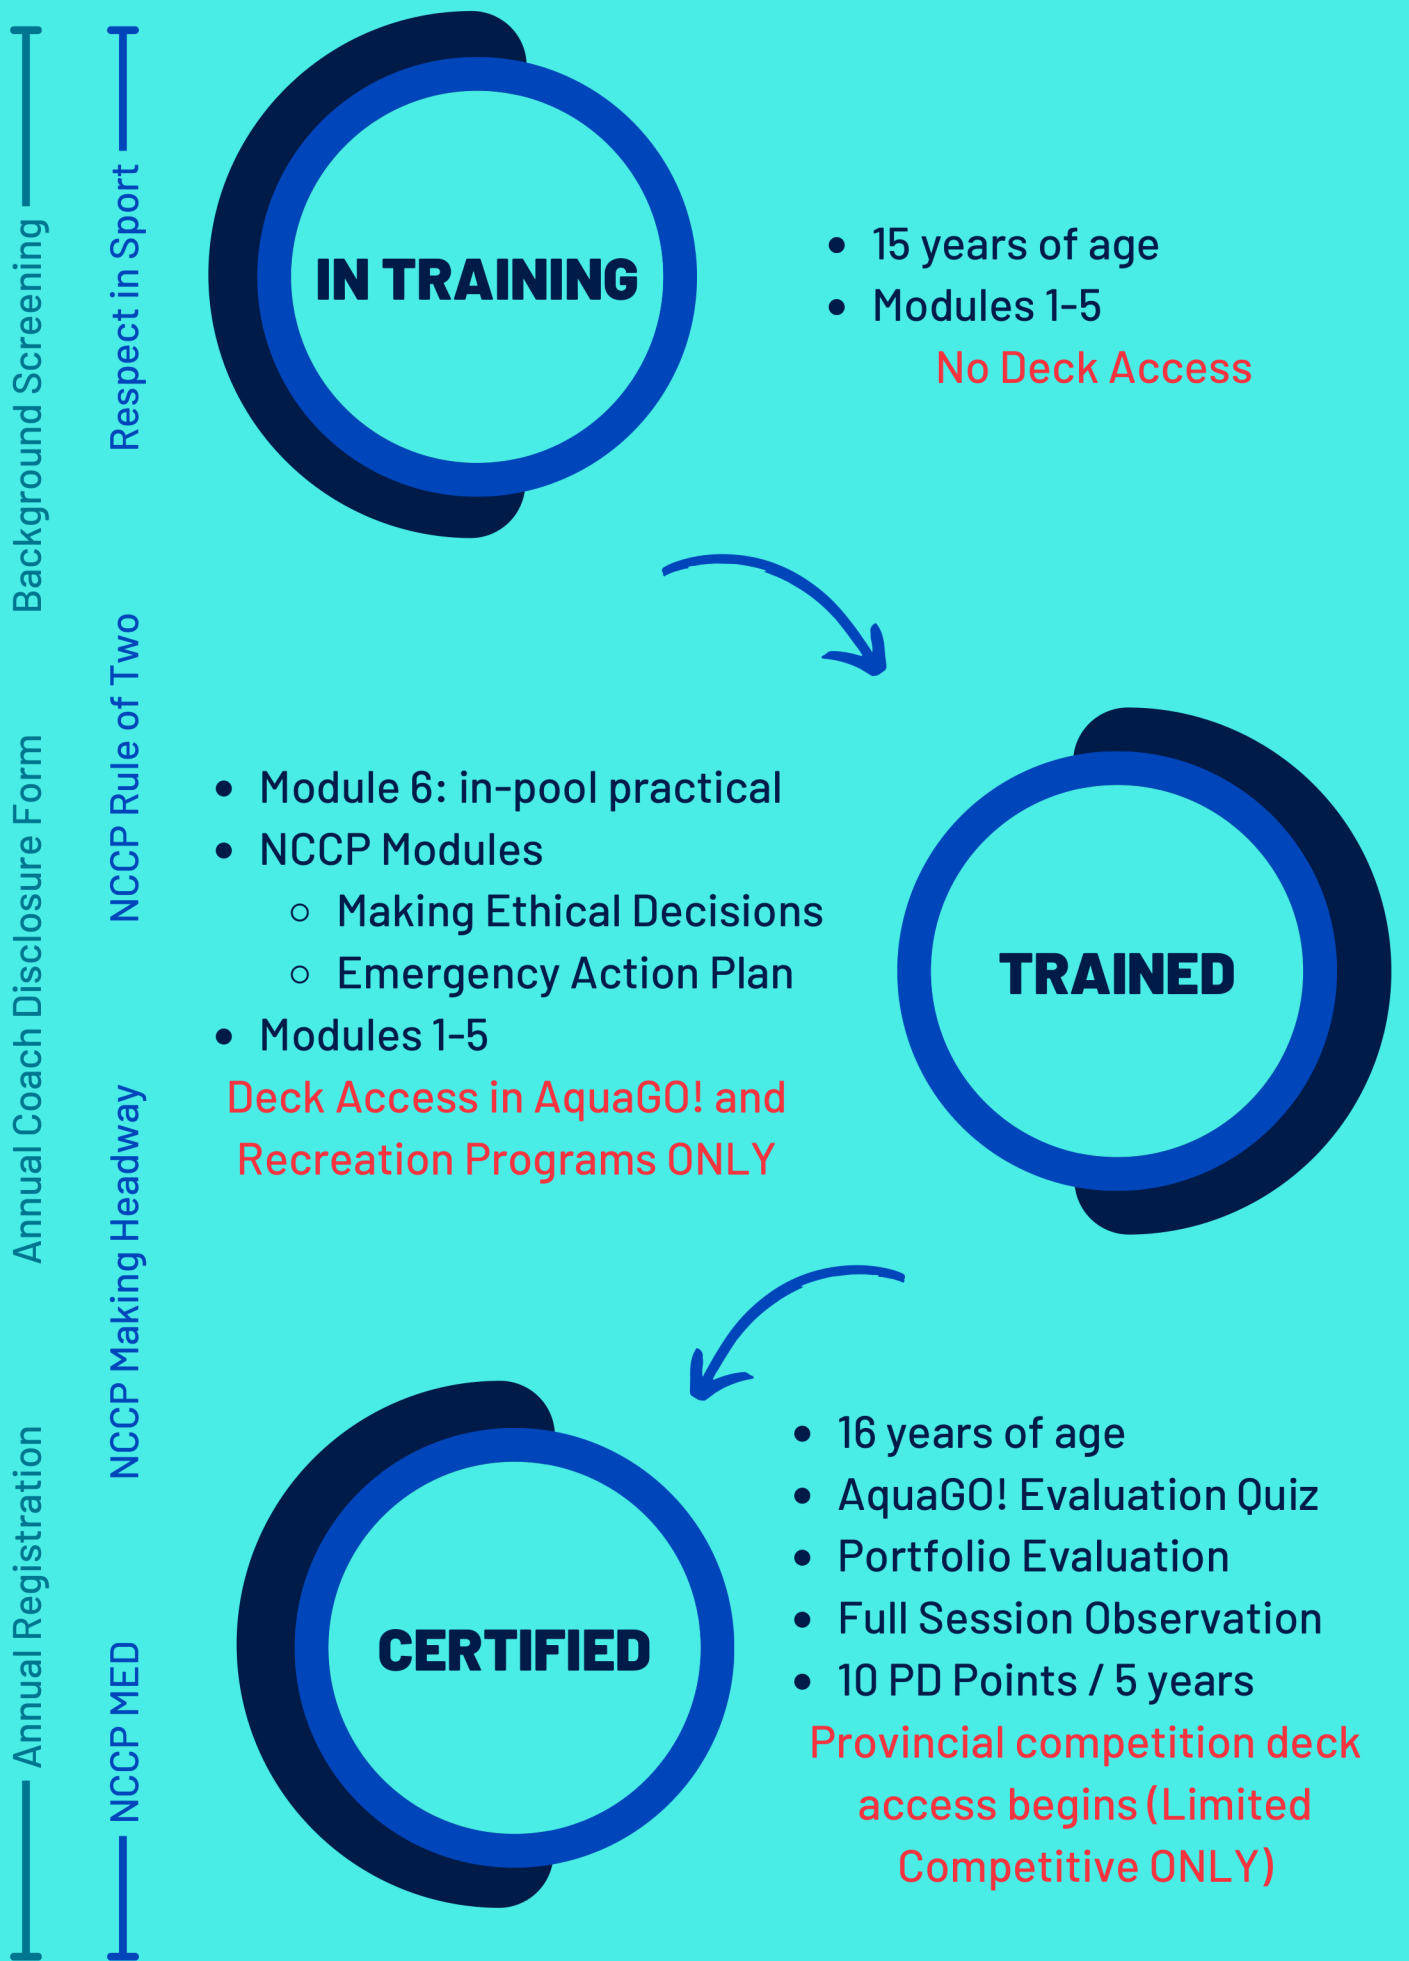 Background Screening
Annual Coach Disclosure Form
Annual Registration
Respect in Sport
NCCP Rule of Two
NCCP Making Headway
NCCP MED
IN TRAINING
• 15 years of age
• Modules 1-5
No Deck Access
• Module 6: in-pool practical
• NCCP Modules
○ Making Ethical Decisions
○ Emergency Action Plan
• Modules 1-5
Deck Access in AquaGO! and
Recreation Programs ONLY
TRAINED
CERTIFIED
• 16 years of age
• AquaGO! Evaluation Quiz
• Portfolio Evaluation
• Full Session Observation
• 10 PD Points / 5 years
Provincial competition deck
access begins (Limited
Competitive ONLY)